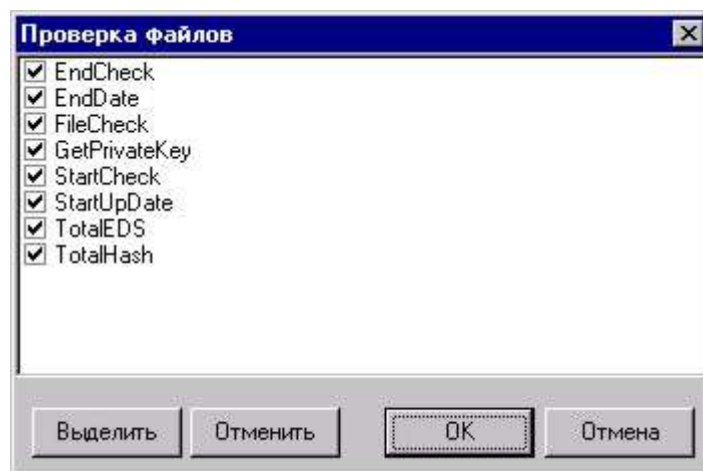 Проверка файлов
EndCheck
EndDate
FileCheck
GetPrivateKey
StartCheck
StartUpDate
TotalEDS
TotalHash
Выделить Отменить OK Отмена